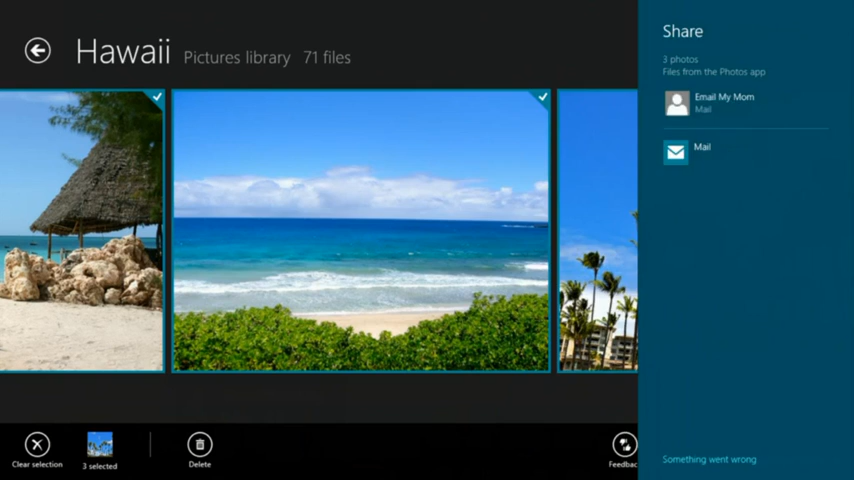 Hawaii Pictures library 71 files
Share
3 photos
Files from the Photos app
Email My Mom
Mail
Mail
Clear selection
3 selected
Delete
Feedbac
Something went wrong